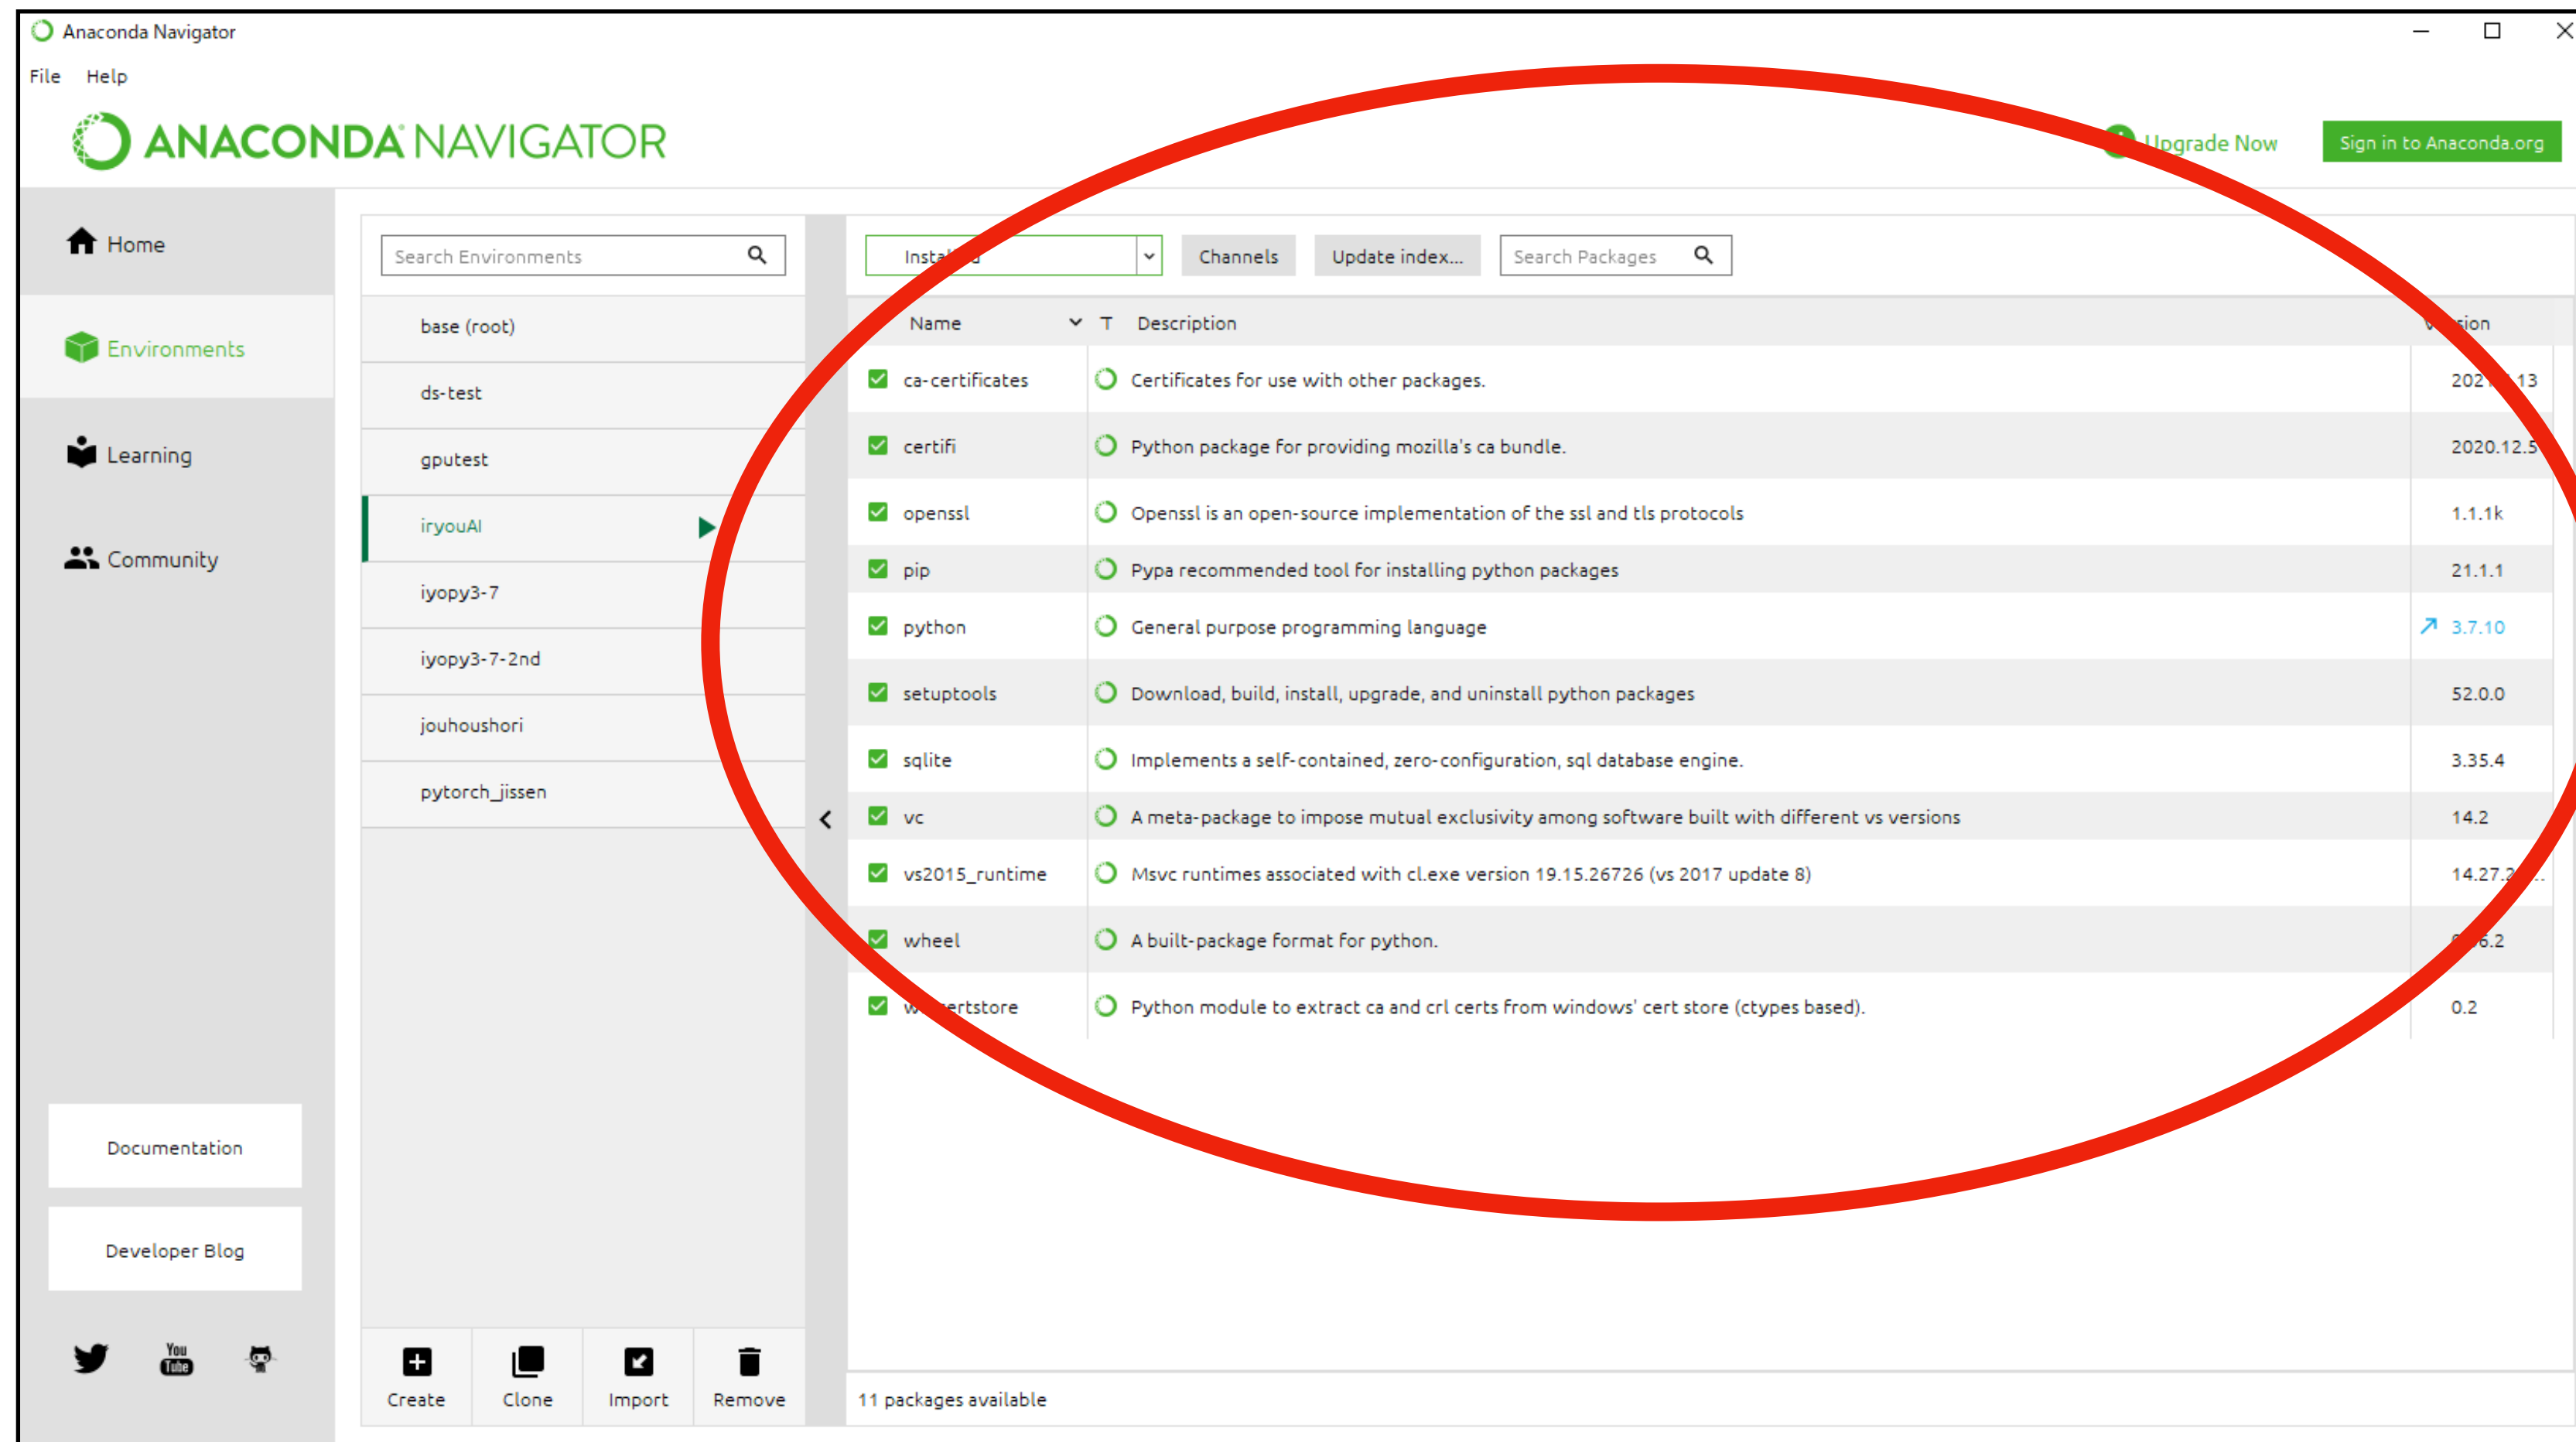 Anaconda Navigator
File Help
ANACONDA NAVIGATOR
Upgrade Now
Sign in to Anaconda.org
Home
Environments
Learning
Community
Documentation
Developer Blog
You Tube
Search Environments
base (root)
ds-test
gputest
iryouAI
iyopy3-7
iyopy3-7-2nd
jouhoushori
pytorch_jissen
Create Clone Import Remove
Channels Update index... Search Packages
Name T Description
ca-certificates Certificates for use with other packages.
certifi Python package for providing mozilla's ca bundle. 2020.12.5
openssl Openssl is an open-source implementation of the ssl and tls protocols 1.1.1k
pip Pypa recommended tool for installing python packages 21.1.1
python General purpose programming language 3.7.10
setuptools Download, build, install, upgrade, and uninstall python packages 52.0.0
sqlite Implements a self-contained, zero-configuration, sql database engine. 3.35.4
vc A meta-package to impose mutual exclusivity among software built with different vs versions 14.2
vs2015_runtime Msvc runtimes associated with cl.exe version 19.15.26726 (vs 2017 update 8)
wheel A built-package format for python.
Python module to extract ca and crl certs from windows' cert store (ctypes based). 0.2
11 packages available